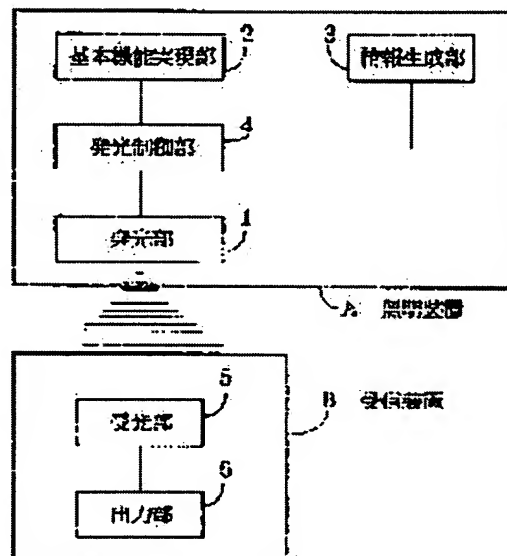 2
基本機能実現部
3
情報生成部
4
発光制御部
1
発光部
A 照明装置
5
受光部
B 受信装置
6
出力部